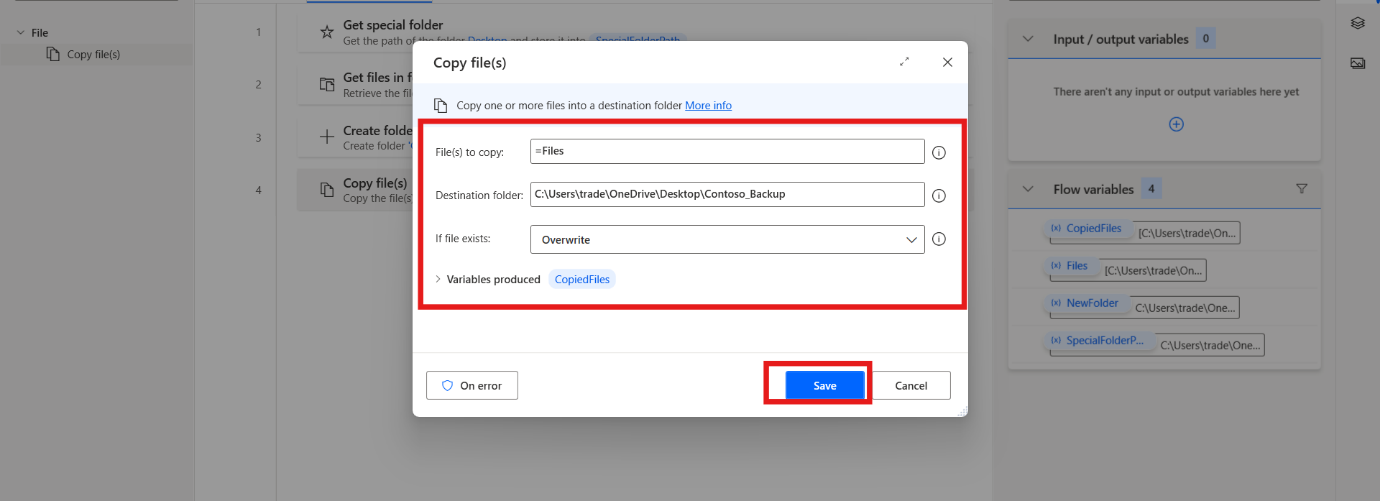 File
Copy file(s)
1
Get special folder
Get the path of the folder Desktop and store it into SpecialFolderPath
2
Get files in f
Retrieve the fil
3
Create folde
Create folder '
4
Copy file(s)
Copy the file(s)
Copy file(s)
Copy one or more files into a destination folder More info
File(s) to copy: =Files
Destination folder: C:\Users\trade\OneDrive\Desktop\Contoso_Backup
If file exists: Overwrite
Variables produced CopiedFiles
On error Save Cancel
Input / output variables 0
There aren't any input or output variables here yet
Flow variables 4
(x) CopiedFiles [C:\Users\trade\One...
(x) Files [C:\Users\trade\On...
(x) NewFolder C:\Users\trade\One...
(x) SpecialFolderP... C:\Users\trade\One...